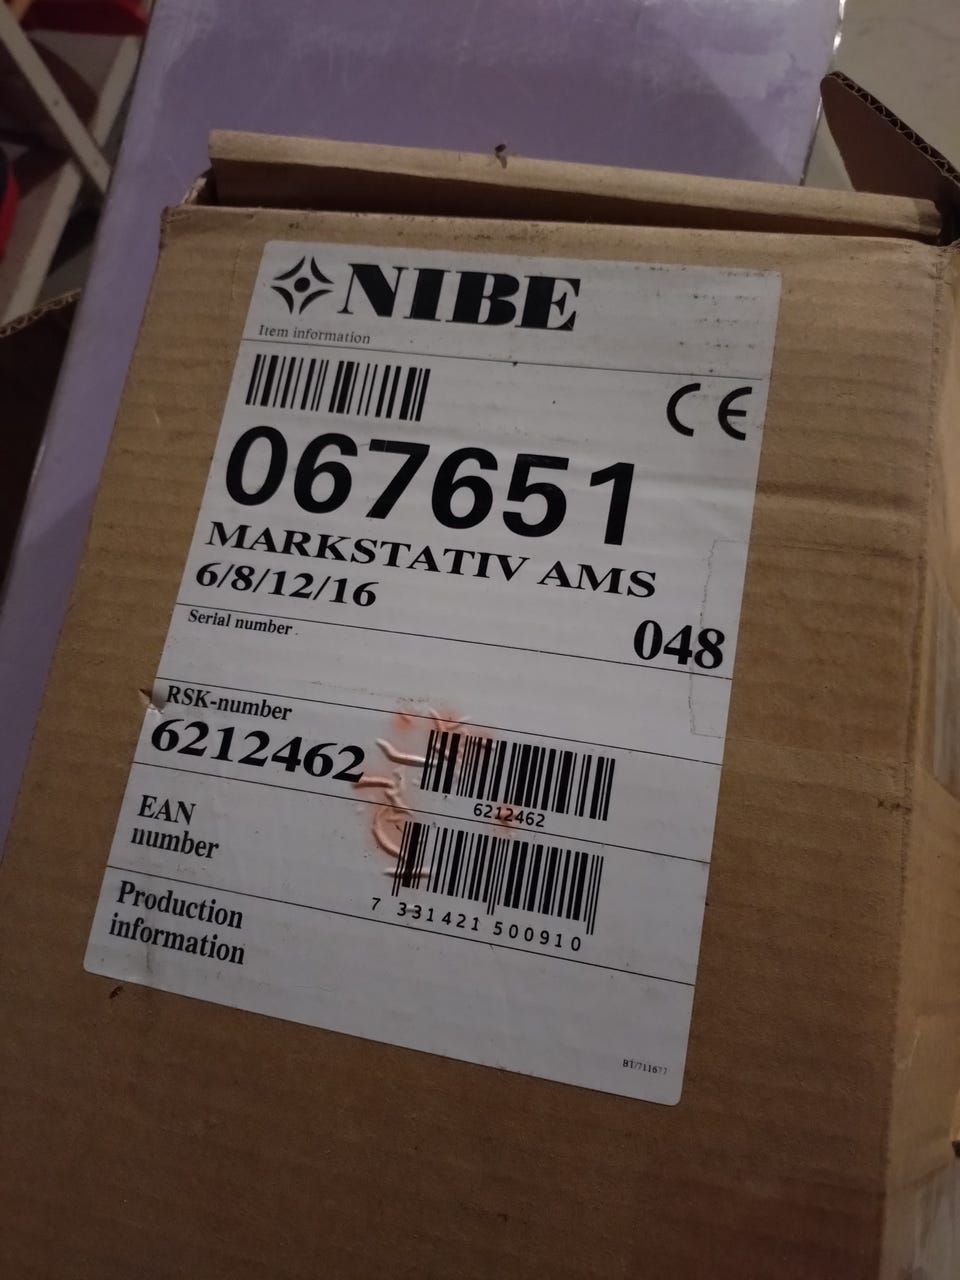 NIBE
Item information
CE
067651
MARKSTATIV AMS
6/8/12/16
048
Serial number
RSK-number
6212462
6212462
EAN
number
7 331421 500910
Production
information